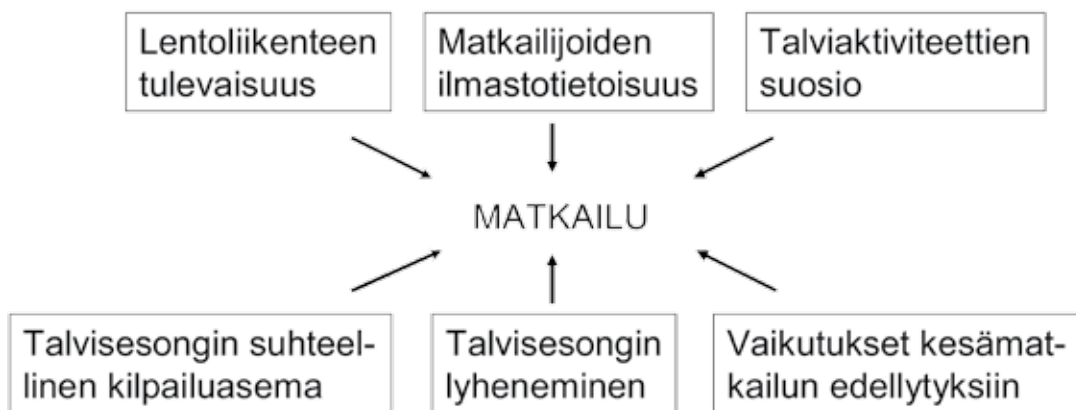 Lentoliikenteen
tulevaisuus
Matkailijoiden
ilmastotietoisuus
Talviaktiviteettien
suosio
MATKAILU
Talvisesongin suhteel-
linen kilpailuasema
Talvisesongin
lyheneminen
Vaikutukset kesämat-
kailun edellytyksiin